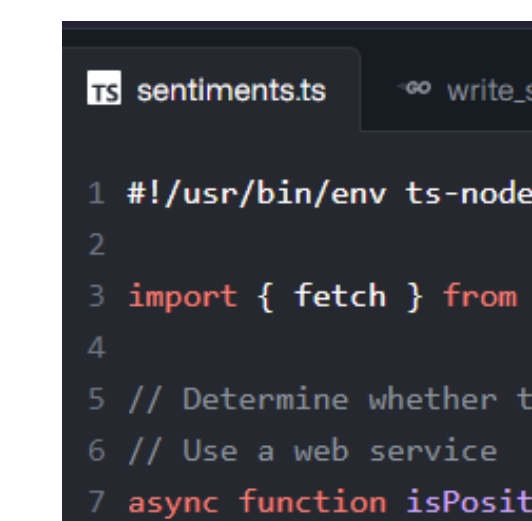 TS sentiments.ts GO write_s
1 #!/usr/bin/env ts-node
2
3 import { fetch } from
4
5 // Determine whether t
6 // Use a web service
7 async function isPosit